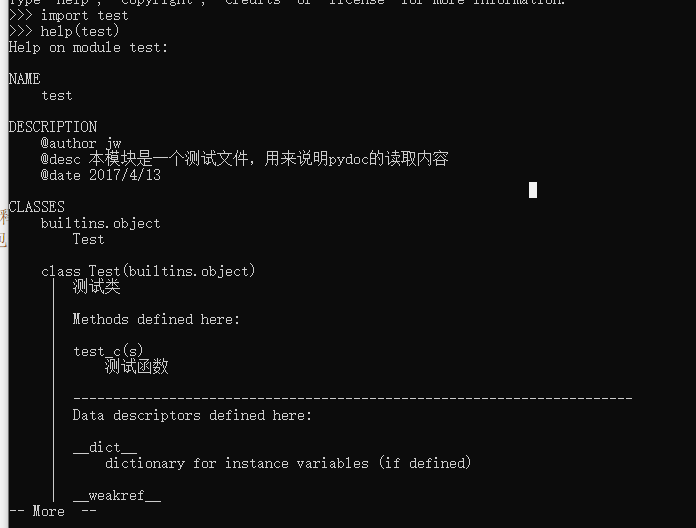 Type "help", "copyright", "credits" or "license" for more information.
>>> import test
>>> help(test)
Help on module test:
NAME
test
DESCRIPTION
@author jw
@desc 本模块是一个测试文件，用来说明pydoc的读取内容
@date 2017/4/13
CLASSES
builtins.object
Test
class Test(builtins.object)
| 测试类
|
| Methods defined here:
|
| test_c(s)
| 测试函数
|
| ----------------------------------------------------------------------
| Data descriptors defined here:
|
| __dict__
| dictionary for instance variables (if defined)
|
| __weakref__
-- More --